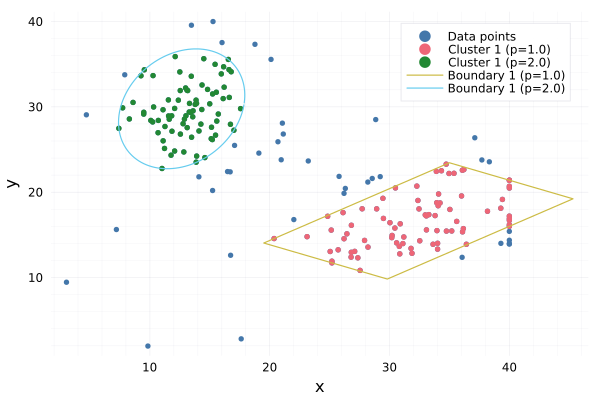 40
30
20
10
y
10
20
30
40
x
Data points
Cluster 1 (p=1.0)
Cluster 1 (p=2.0)
Boundary 1 (p=1.0)
Boundary 1 (p=2.0)